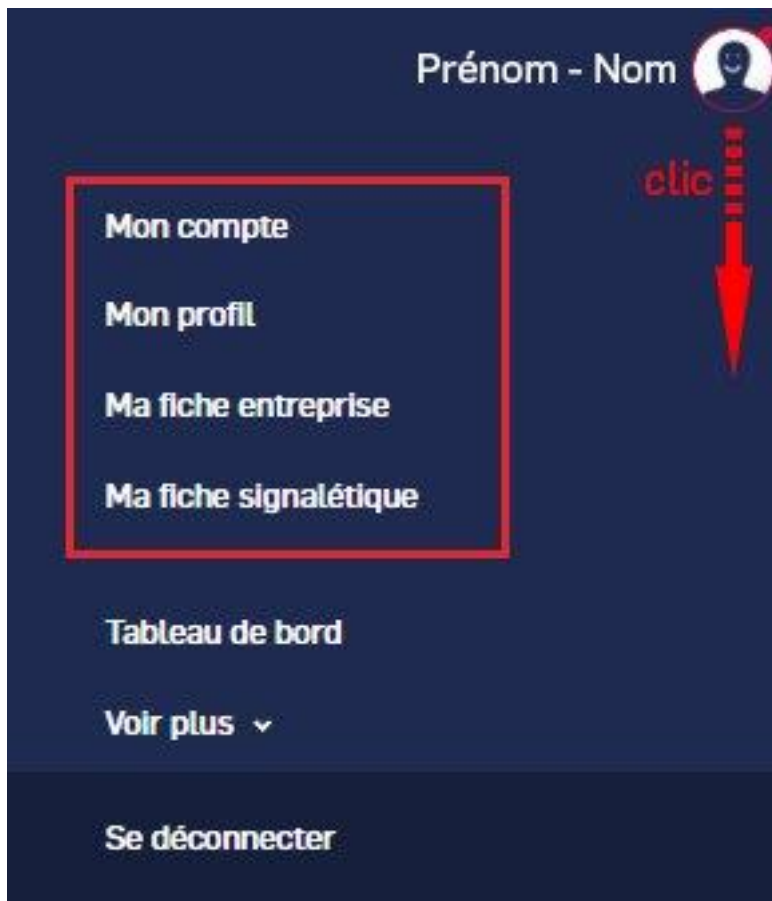 Prénom - Nom
clic
Mon compte
Mon profil
Ma fiche entreprise
Ma fiche signalétique
Tableau de bord
Voir plus
Se déconnecter